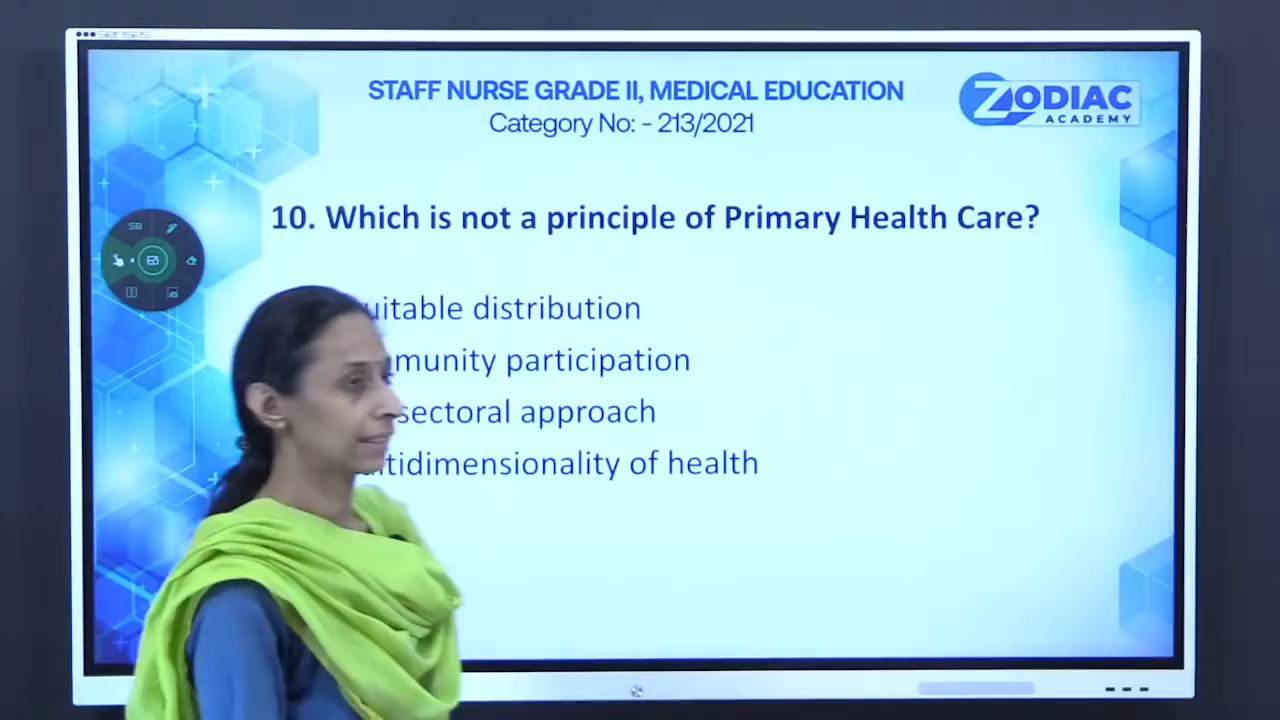 senses
STAFF NURSE GRADE II, MEDICAL EDUCATION
Category No: - 213/2021
ZODIAC
ACADEMY
10. Which is not a principle of Primary Health Care?
uitable distribution
munity participation
sectoral approach
tidimensionality of health